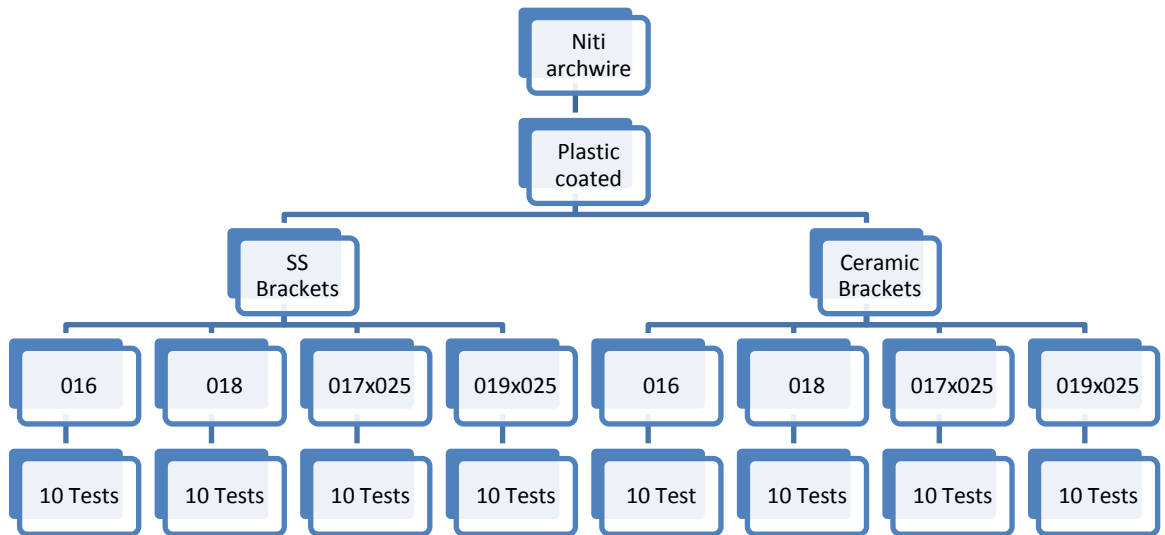 Niti
archwire
Plastic
coated
SS
Brackets
Ceramic
Brackets
016
018
017x025
019x025
016
018
017x025
019x025
10 Tests
10 Tests
10 Tests
10 Tests
10 Test
10 Tests
10 Tests
10 Tests